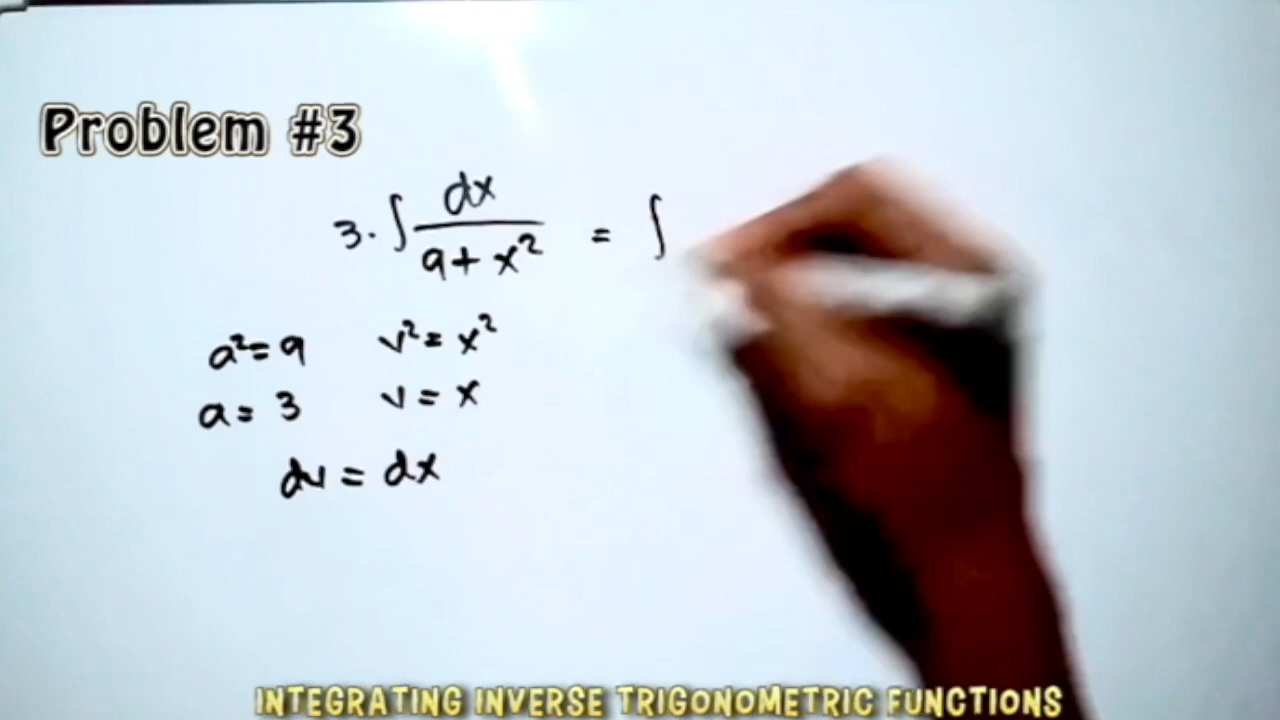 Problem #3
3. ∫ dx / 9 + x² = ∫
a² = 9 v² = x²
a = 3 v = x
dv = dx
INTEGRATING INVERSE TRIGONOMETRIC FUNCTIONS